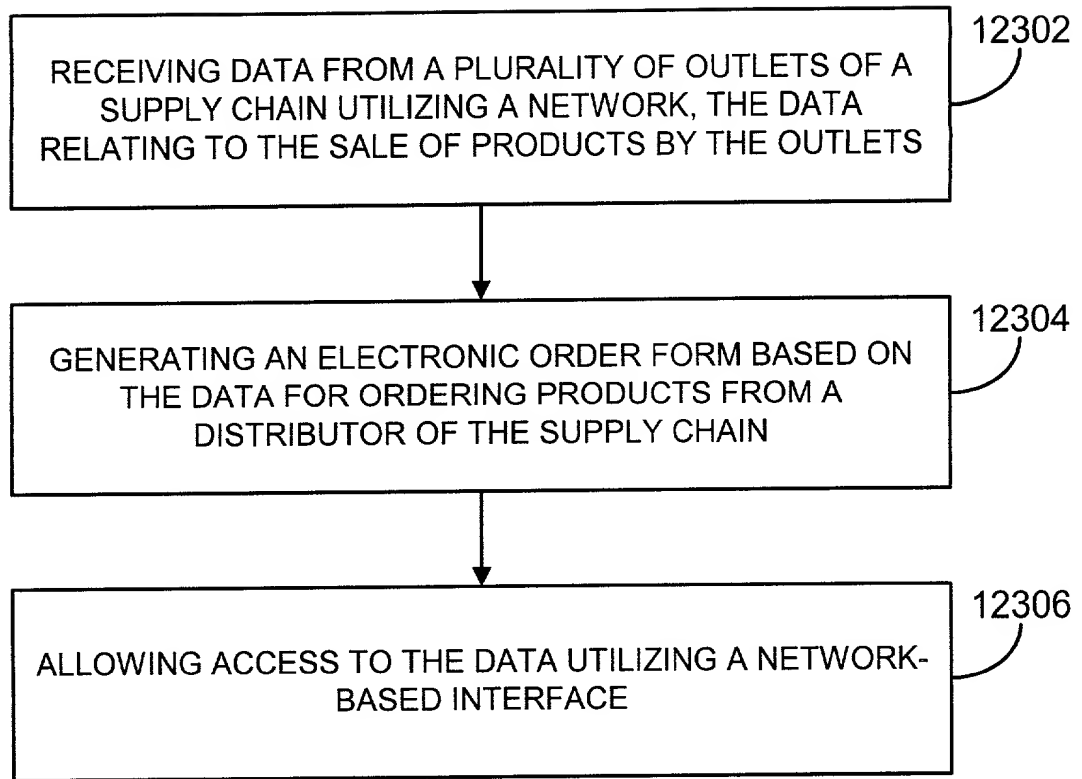 12302
RECEIVING DATA FROM A PLURALITY OF OUTLETS OF A
SUPPLY CHAIN UTILIZING A NETWORK, THE DATA
RELATING TO THE SALE OF PRODUCTS BY THE OUTLETS
12304
GENERATING AN ELECTRONIC ORDER FORM BASED ON
THE DATA FOR ORDERING PRODUCTS FROM A
DISTRIBUTOR OF THE SUPPLY CHAIN
12306
ALLOWING ACCESS TO THE DATA UTILIZING A NETWORK-
BASED INTERFACE